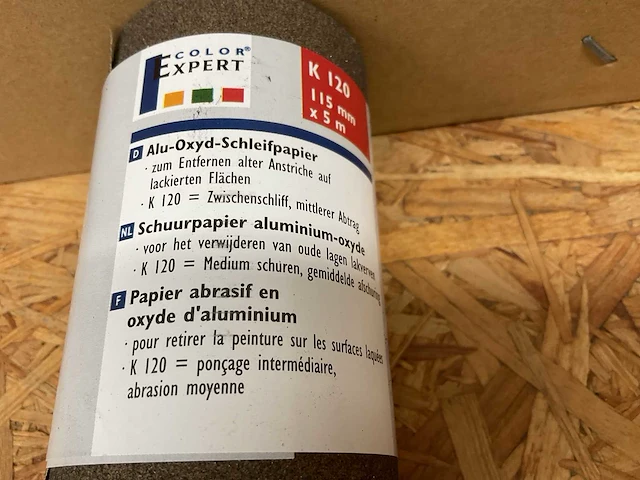 COLOR®
EXPERT
K 120
115 mm
x 5 m
D Alu-Oxyd-Schleifpapier
· zum Entfernen alter Anstriche auf
lackierten Flächen
· K 120 = Zwischenschliff, mittlerer Abtrag
NL Schuurpapier aluminium-oxyde
· voor het verwijderen van oude lagen lakverven
· K 120 = Medium schuren, gemiddelde afschuring
F Papier abrasif en
oxyde d'aluminium
· pour retirer la peinture sur les surfaces laquées
· K 120 = ponçage intermédiaire,
abrasion moyenne